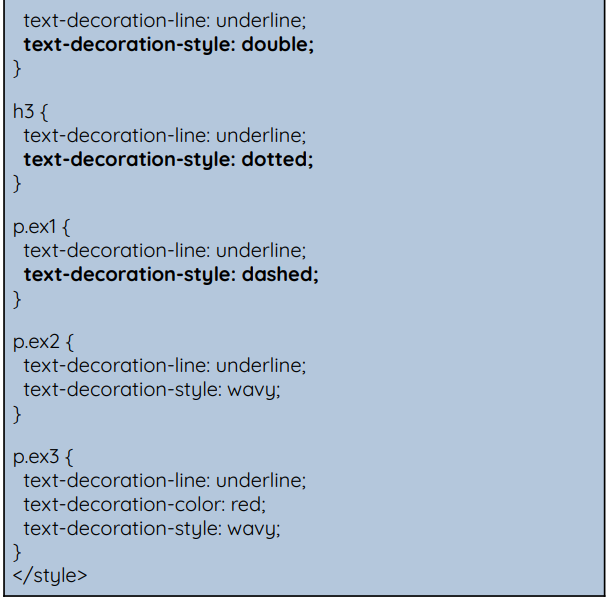 text-decoration-line: underline;
text-decoration-style: double;
}
h3 {
text-decoration-line: underline;
text-decoration-style: dotted;
}
p.ex1 {
text-decoration-line: underline;
text-decoration-style: dashed;
}
p.ex2 {
text-decoration-line: underline;
text-decoration-style: wavy;
}
p.ex3 {
text-decoration-line: underline;
text-decoration-color: red;
text-decoration-style: wavy;
}
</style>